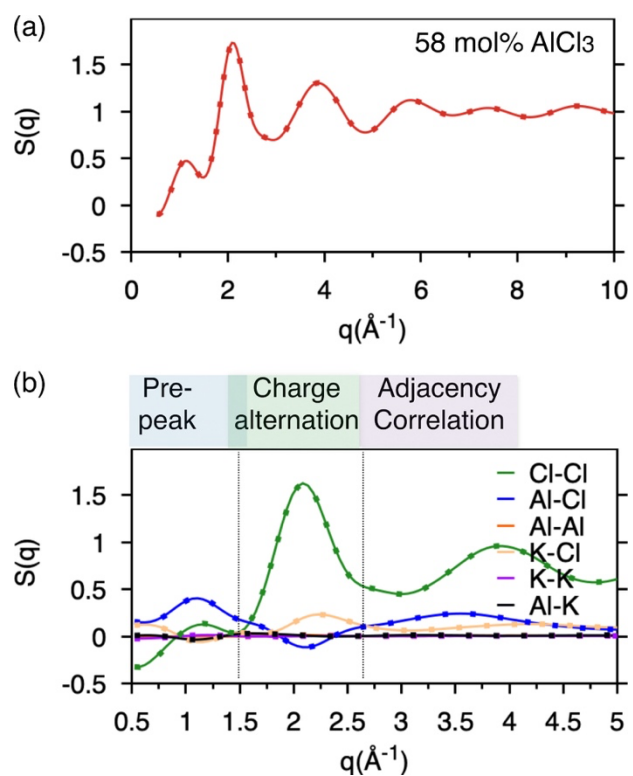 (a)
58 mol% AlCl₃
S(q)
1.5
1
0.5
0
-0.5
0 2 4 6 8 10
q(Å⁻¹)
(b)
Pre-
peak
Charge
alternation
Adjacency
Correlation
S(q)
1.5
1
0.5
0
-0.5
Cl-Cl
Al-Cl
Al-Al
K-Cl
K-K
Al-K
0.5 1 1.5 2 2.5 3 3.5 4 4.5 5
q(Å⁻¹)